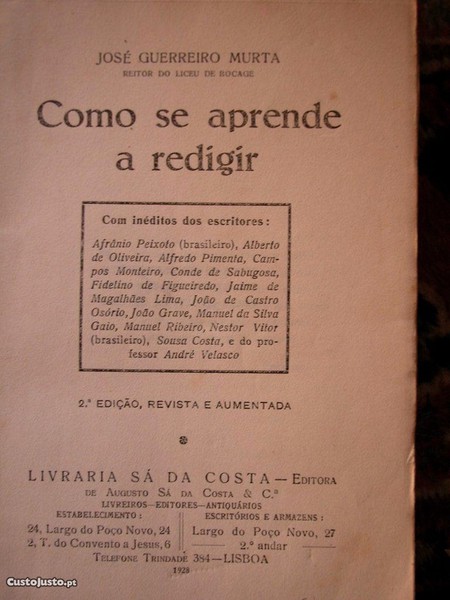 JOSÉ GUERREIRO MURTA
REITOR DO LICEU DE BOCAGE
Como se aprende
a redigir
Com inéditos dos escritores:
Afrânio Peixoto (brasileiro), Alberto
de Oliveira, Alfredo Pimenta, Cam-
pos Monteiro, Conde de Sabugosa,
Fidelino de Figueiredo, Jaime de
Magalhães Lima, João de Castro
Osório, João Grave, Manuel da Silva
Gaio, Manuel Ribeiro, Nestor Vitor
(brasileiro), Sousa Costa, e do pro-
fessor André Velasco
2.ª EDIÇÃO, REVISTA E AUMENTADA
LIVRARIA SÁ DA COSTA — EDITORA
DE AUGUSTO SÁ DA COSTA & C.ª
LIVREIROS—EDITORES—ANTIQUÁRIOS
ESTABELECIMENTO:
24, Largo do Poço Novo, 24
2, T. do Convento a Jesus, 6
ESCRITÓRIOS E ARMAZENS:
Largo do Poço Novo, 27
2.º andar
TELEFONE TRINDADE 384—LISBOA
1928
CustoJusto.pt